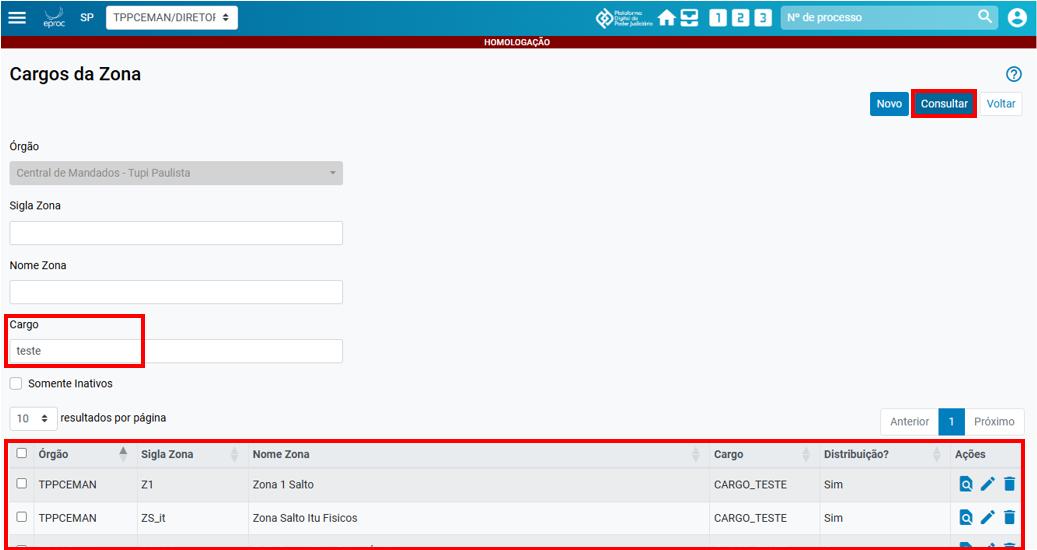 eproc SP TPPCEMAN/DIRETOR Plataforma Digital do Poder Judiciário 1 2 3 Nº de processo
HOMOLOGAÇÃO
Cargos da Zona
Novo Consultar Voltar
Órgão
Central de Mandados - Tupi Paulista
Sigla Zona
Nome Zona
Cargo
teste
Somente Inativos
10 resultados por página Anterior 1 Próximo
Órgão Sigla Zona Nome Zona Cargo Distribuição? Ações
TPPCEMAN Z1 Zona 1 Salto CARGO_TESTE Sim
TPPCEMAN ZS_it Zona Salto Itu Fisicos CARGO_TESTE Sim